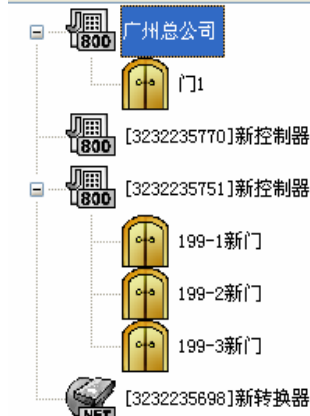 800 广州总公司
门1
800 [3232235770]新控制器
800 [3232235751]新控制器
199-1新门
199-2新门
199-3新门
NET [3232235698]新转换器